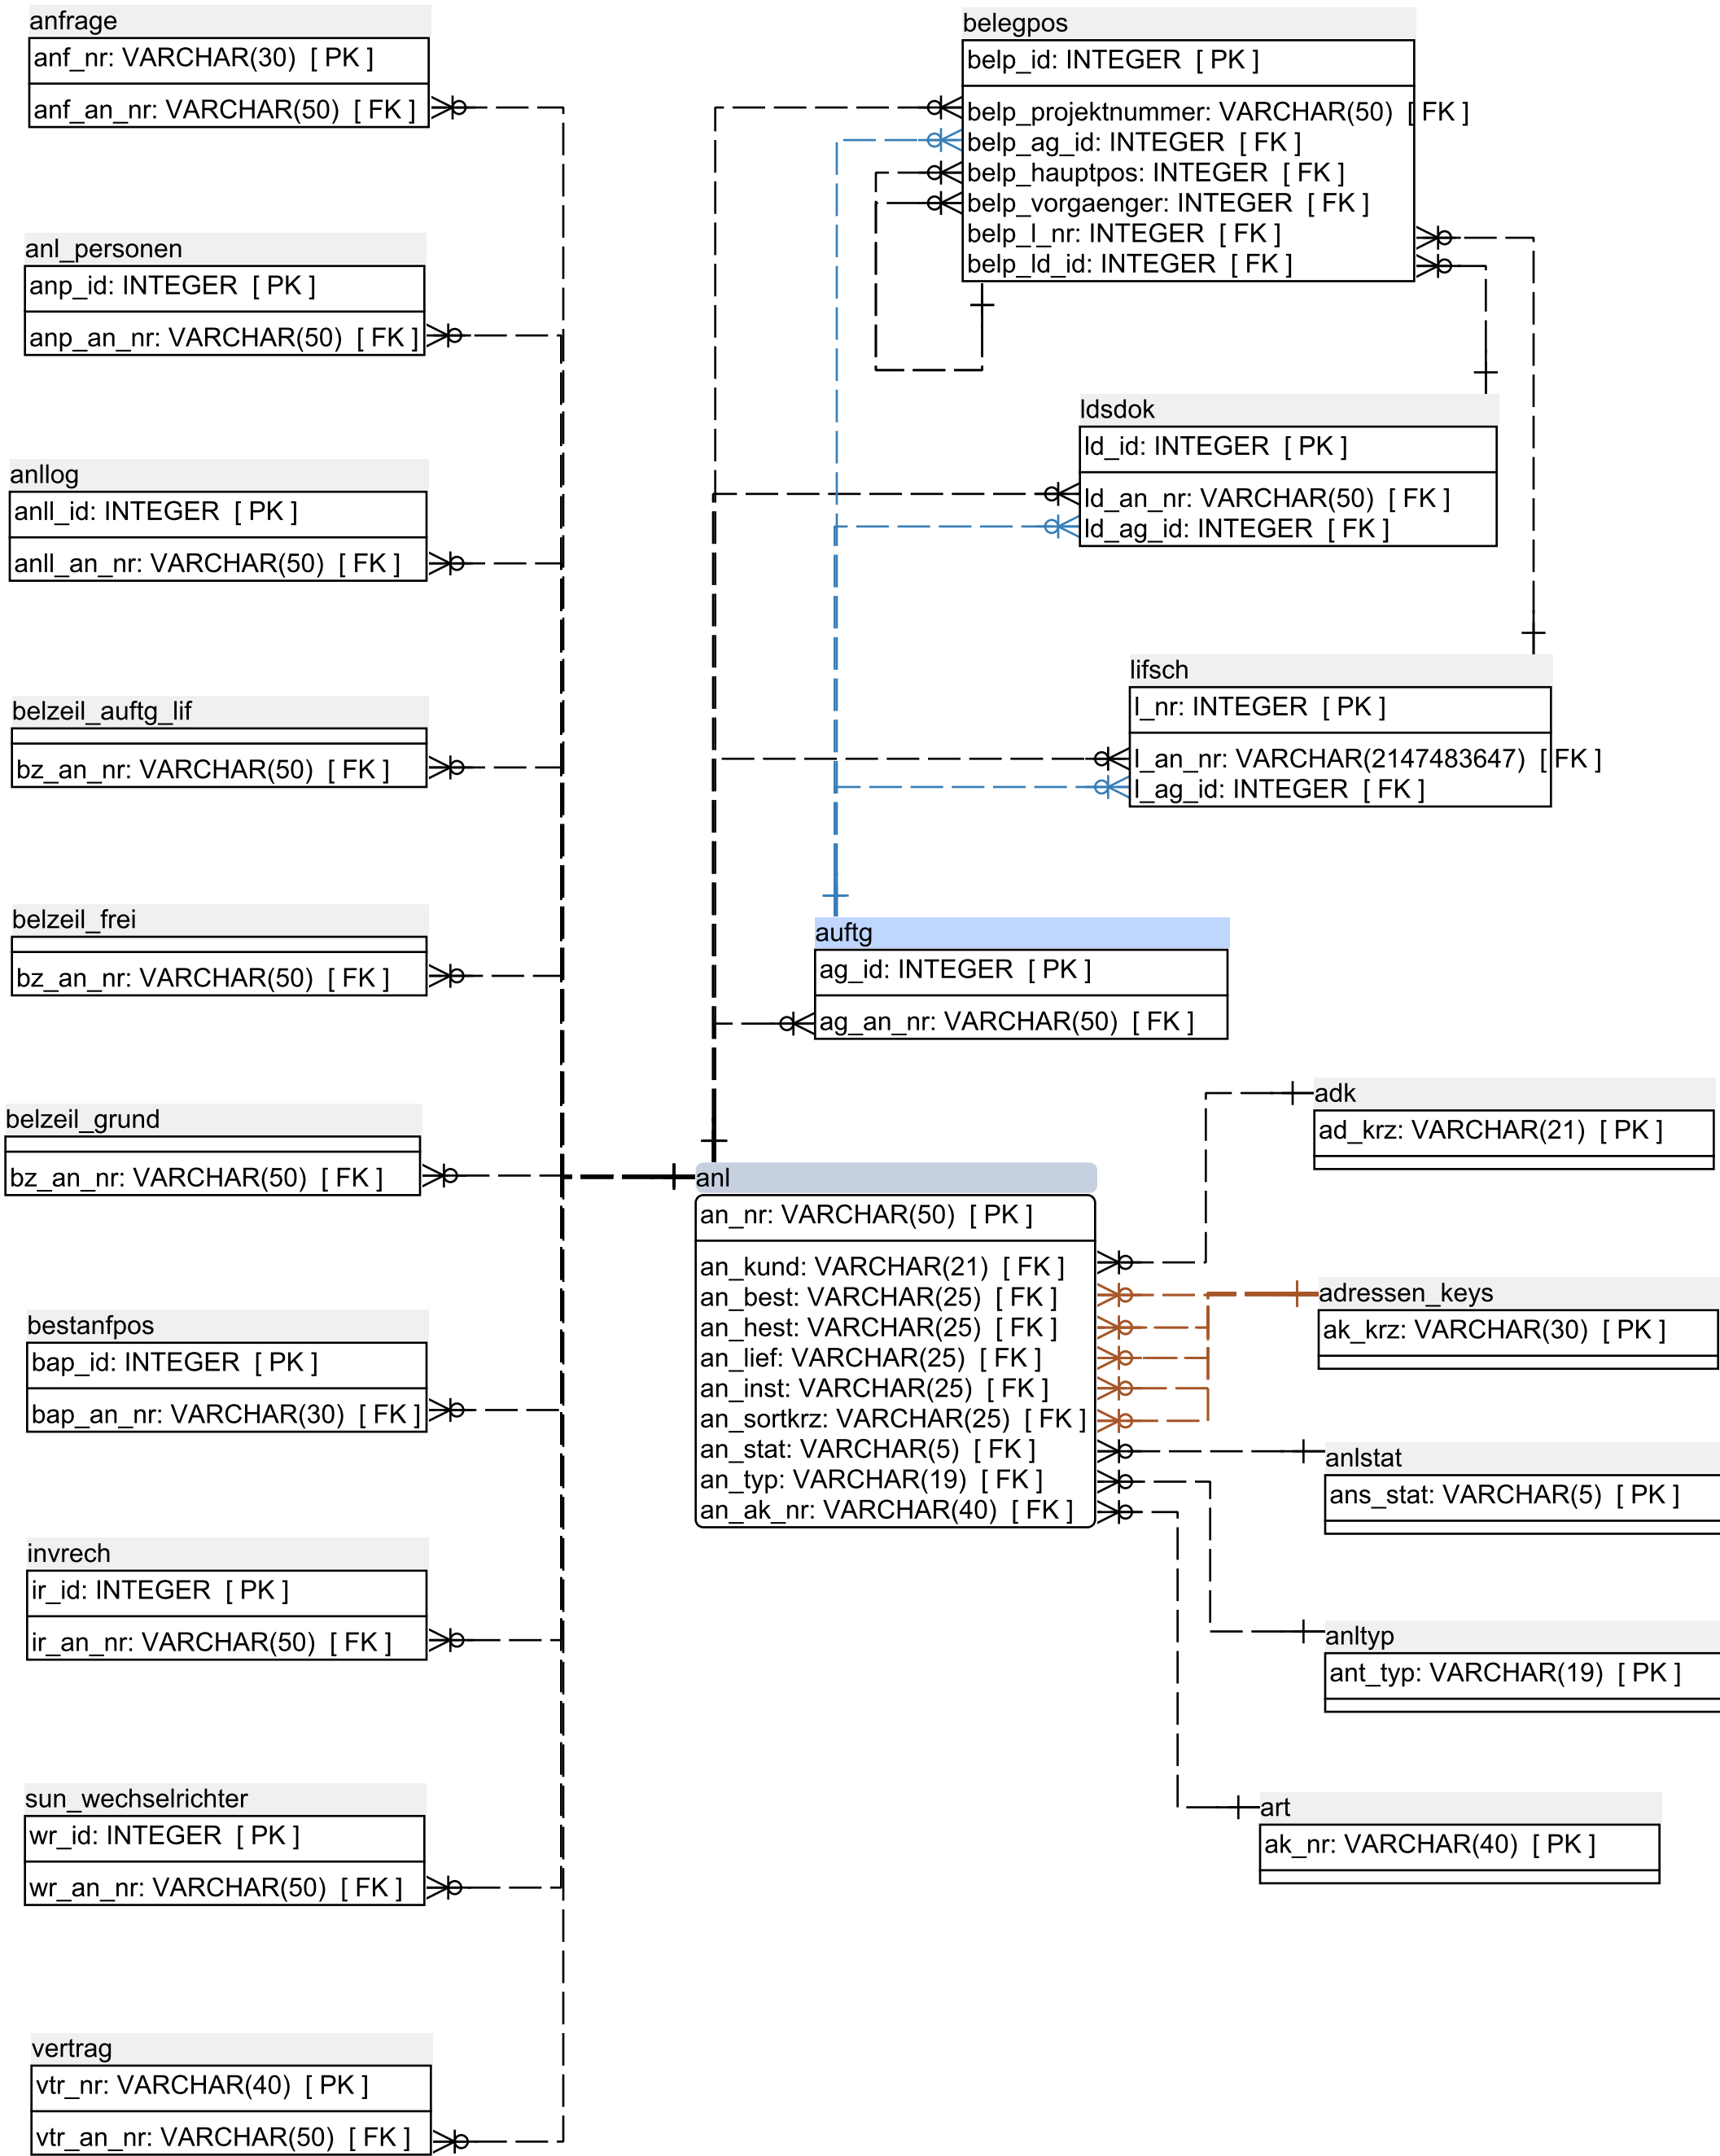 anfrage
anf_nr: VARCHAR(30) [ PK ]
anf_an_nr: VARCHAR(50) [ FK ]
anl_personen
anp_id: INTEGER [ PK ]
anp_an_nr: VARCHAR(50) [ FK ]
anllog
anll_id: INTEGER [ PK ]
anll_an_nr: VARCHAR(50) [ FK ]
belzeil_auftg_lif
bz_an_nr: VARCHAR(50) [ FK ]
belzeil_frei
bz_an_nr: VARCHAR(50) [ FK ]
belzeil_grund
bz_an_nr: VARCHAR(50) [ FK ]
bestanfpos
bap_id: INTEGER [ PK ]
bap_an_nr: VARCHAR(30) [ FK ]
invrech
ir_id: INTEGER [ PK ]
ir_an_nr: VARCHAR(50) [ FK ]
sun_wechselrichter
wr_id: INTEGER [ PK ]
wr_an_nr: VARCHAR(50) [ FK ]
vertrag
vtr_nr: VARCHAR(40) [ PK ]
vtr_an_nr: VARCHAR(50) [ FK ]
belegpos
belp_id: INTEGER [ PK ]
belp_projektnummer: VARCHAR(50) [ FK ]
belp_ag_id: INTEGER [ FK ]
belp_hauptpos: INTEGER [ FK ]
belp_vorgaenger: INTEGER [ FK ]
belp_l_nr: INTEGER [ FK ]
belp_ld_id: INTEGER [ FK ]
ldsdok
ld_id: INTEGER [ PK ]
ld_an_nr: VARCHAR(50) [ FK ]
ld_ag_id: INTEGER [ FK ]
lifsch
l_nr: INTEGER [ PK ]
l_an_nr: VARCHAR(2147483647) [ FK ]
l_ag_id: INTEGER [ FK ]
auftg
ag_id: INTEGER [ PK ]
ag_an_nr: VARCHAR(50) [ FK ]
anl
an_nr: VARCHAR(50) [ PK ]
an_kund: VARCHAR(21) [ FK ]
an_best: VARCHAR(25) [ FK ]
an_hest: VARCHAR(25) [ FK ]
an_lief: VARCHAR(25) [ FK ]
an_inst: VARCHAR(25) [ FK ]
an_sortkrz: VARCHAR(25) [ FK ]
an_stat: VARCHAR(5) [ FK ]
an_typ: VARCHAR(19) [ FK ]
an_ak_nr: VARCHAR(40) [ FK ]
adk
ad_krz: VARCHAR(21) [ PK ]
adressen_keys
ak_krz: VARCHAR(30) [ PK ]
anlstat
ans_stat: VARCHAR(5) [ PK ]
anltyp
ant_typ: VARCHAR(19) [ PK ]
art
ak_nr: VARCHAR(40) [ PK ]